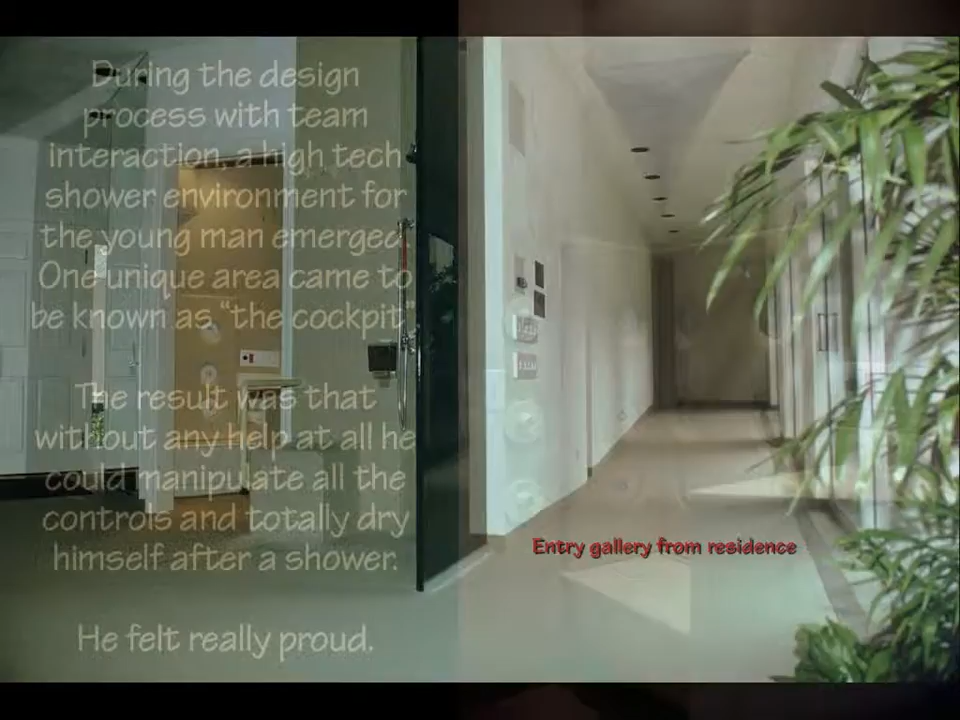 During the design
process with team
interaction, a high tech
shower environment for
the young man emerged.
One unique area came to
be known as “the cockpit”
The result was that
without any help at all he
could manipulate all the
controls and totally dry
himself after a shower.
He felt really proud.
Entry gallery from residence